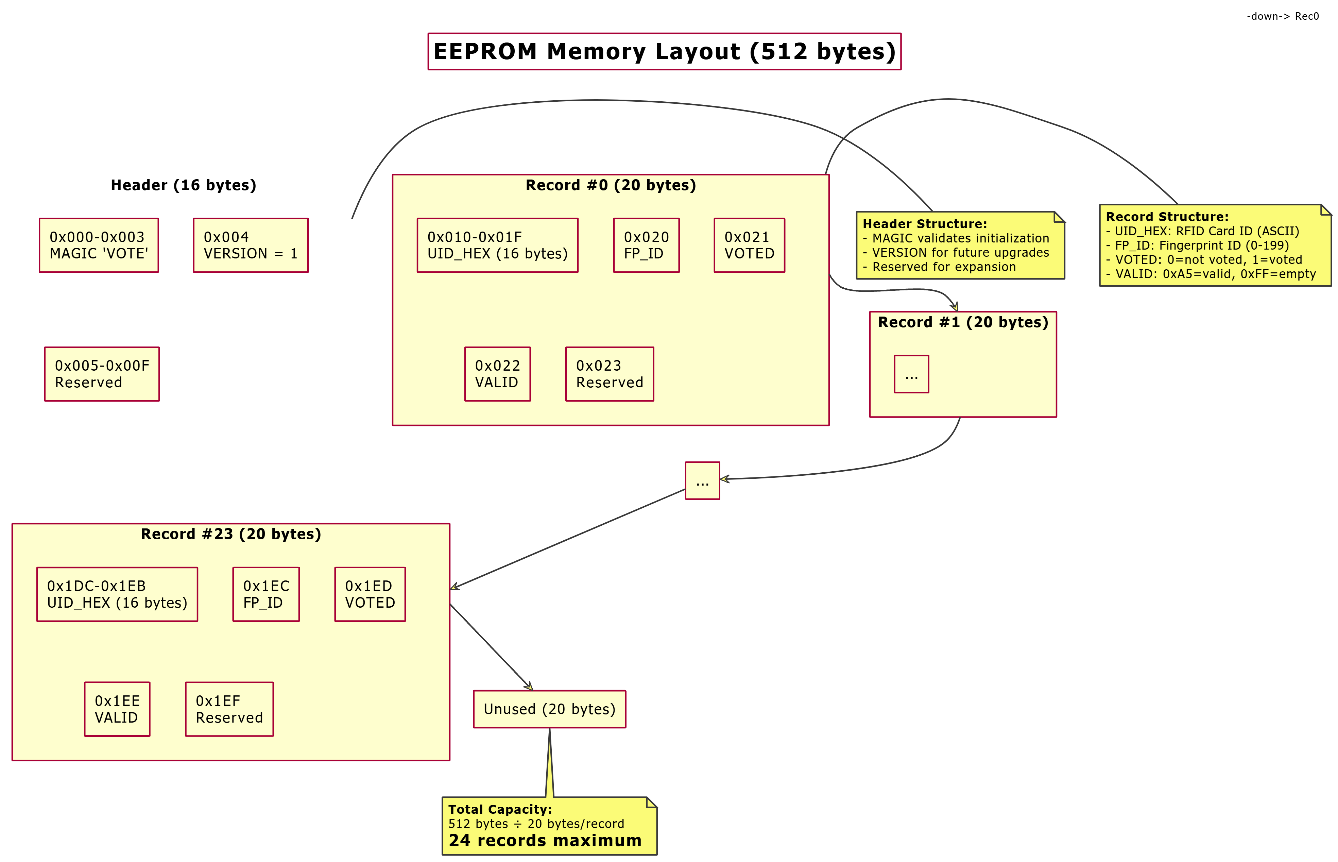 -down-> Rec0
EEPROM Memory Layout (512 bytes)
Header (16 bytes)
0x000-0x003
MAGIC 'VOTE'
0x004
VERSION = 1
0x005-0x00F
Reserved
Record #0 (20 bytes)
0x010-0x01F
UID_HEX (16 bytes)
0x020
FP_ID
0x021
VOTED
0x022
VALID
0x023
Reserved
Header Structure:
- MAGIC validates initialization
- VERSION for future upgrades
- Reserved for expansion
Record Structure:
- UID_HEX: RFID Card ID (ASCII)
- FP_ID: Fingerprint ID (0-199)
- VOTED: 0=not voted, 1=voted
- VALID: 0xA5=valid, 0xFF=empty
Record #1 (20 bytes)
...
...
Record #23 (20 bytes)
0x1DC-0x1EB
UID_HEX (16 bytes)
0x1EC
FP_ID
0x1ED
VOTED
0x1EE
VALID
0x1EF
Reserved
Unused (20 bytes)
Total Capacity:
512 bytes ÷ 20 bytes/record
24 records maximum